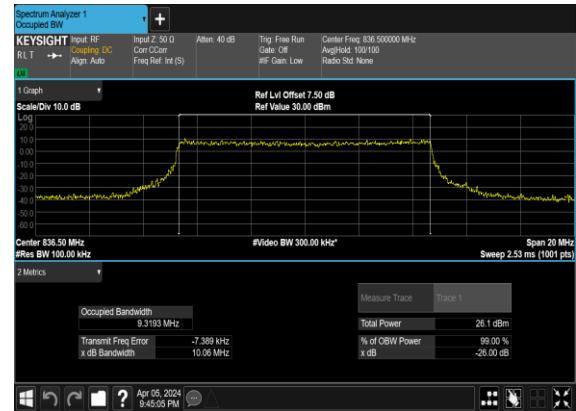 Spectrum Analyzer 1
Occupied BW
+
KEYSIGHT Input: RF Input Z: 50 Ω Atten: 40 dB Trig: Free Run Center Freq: 836.500000 MHz
RLT Coupling: DC Corr CCorr Gate: Off Avg|Hold: 100/100
Align: Auto Freq Ref: Int (S) #IF Gain: Low Radio Std: None
1 Graph
Ref Lvl Offset 7.50 dB
Scale/Div 10.0 dB Ref Value 30.00 dBm
Log
20.0
10.0
0.00
-10.0
-20.0
-30.0
-40.0
-50.0
-60.0
Center 836.50 MHz #Video BW 300.00 kHz* Span 20 MHz
#Res BW 100.00 kHz Sweep 2.53 ms (1001 pts)
2 Metrics
Measure Trace Trace 1
Occupied Bandwidth
9.3193 MHz Total Power 26.1 dBm
Transmit Freq Error -7.389 kHz % of OBW Power 99.00 %
x dB Bandwidth 10.06 MHz x dB -26.00 dB
? Apr 05, 2024
9:45:05 PM